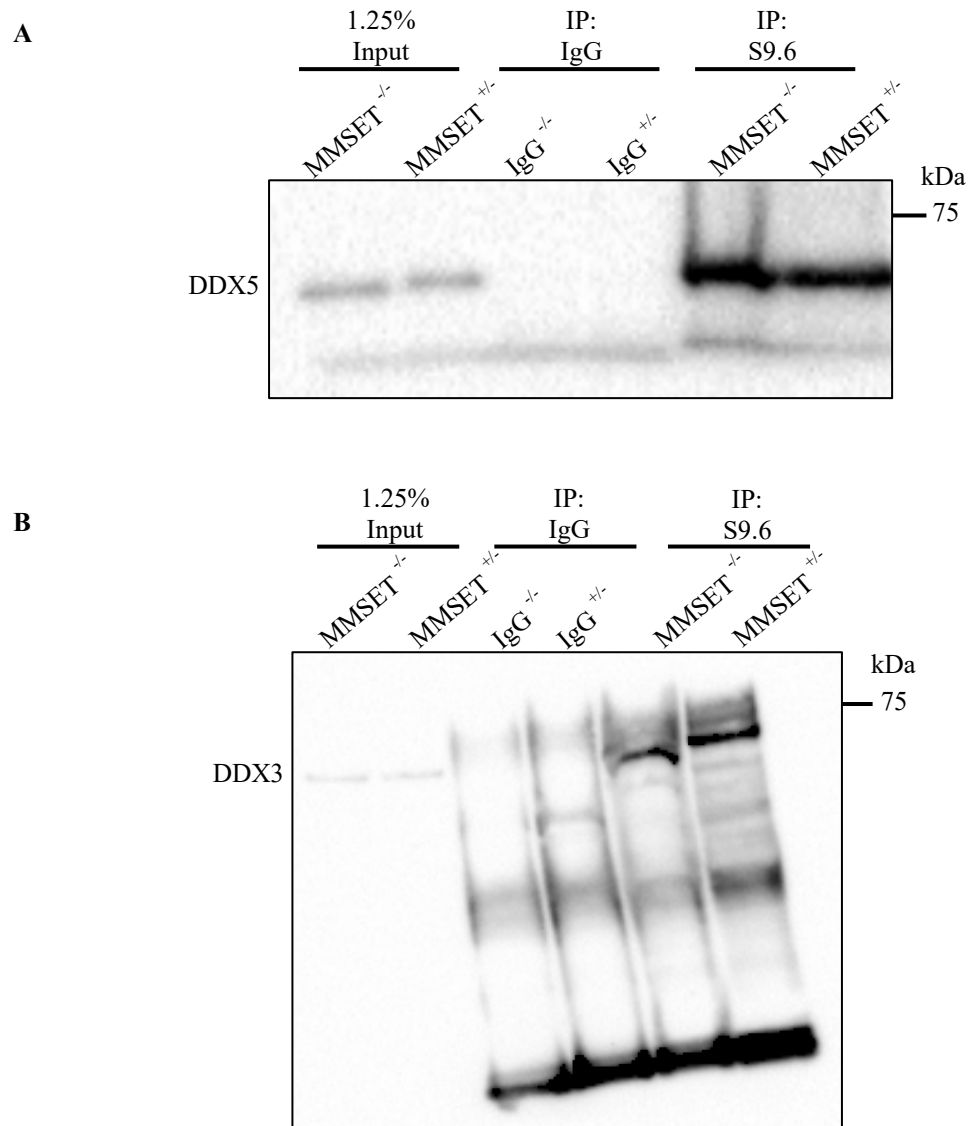 A
1.25%
Input
IP:
IgG
IP:
S9.6
MMSET -/-
MMSET +/-
IgG -/-
IgG +/-
MMSET -/-
MMSET +/-
kDa
75
DDX5
B
1.25%
Input
IP:
IgG
IP:
S9.6
MMSET -/-
MMSET +/-
IgG -/-
IgG +/-
MMSET -/-
MMSET +/-
kDa
75
DDX3